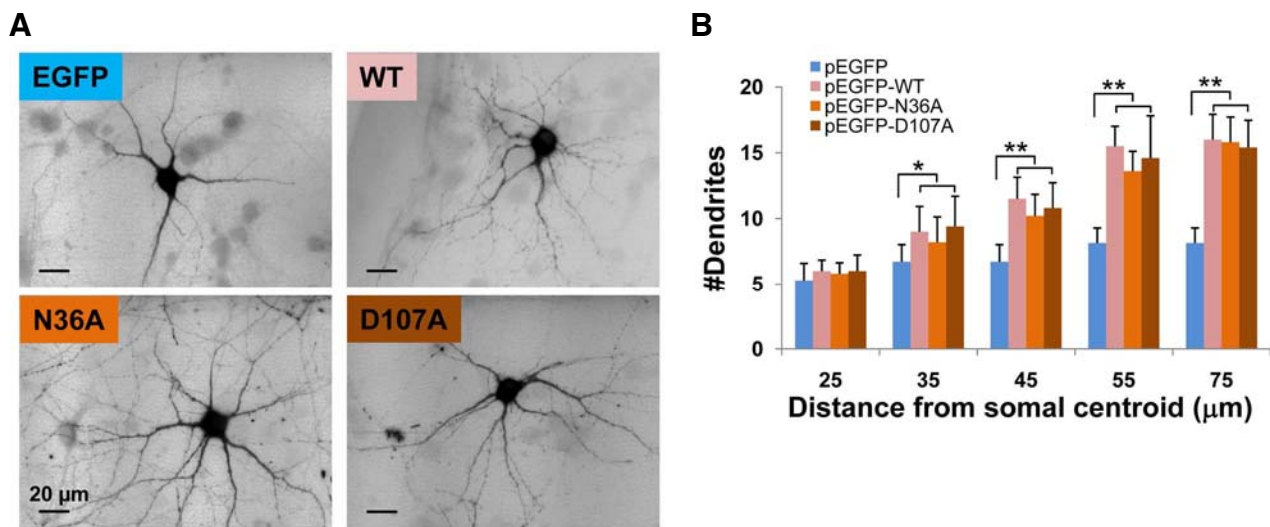 A
EGFP
WT
N36A
20 µm
D107A
B
pEGFP
pEGFP-WT
pEGFP-N36A
pEGFP-D107A
#Dendrites
20
15
10
5
0
*
**
**
**
25 35 45 55 75
Distance from somal centroid (µm)